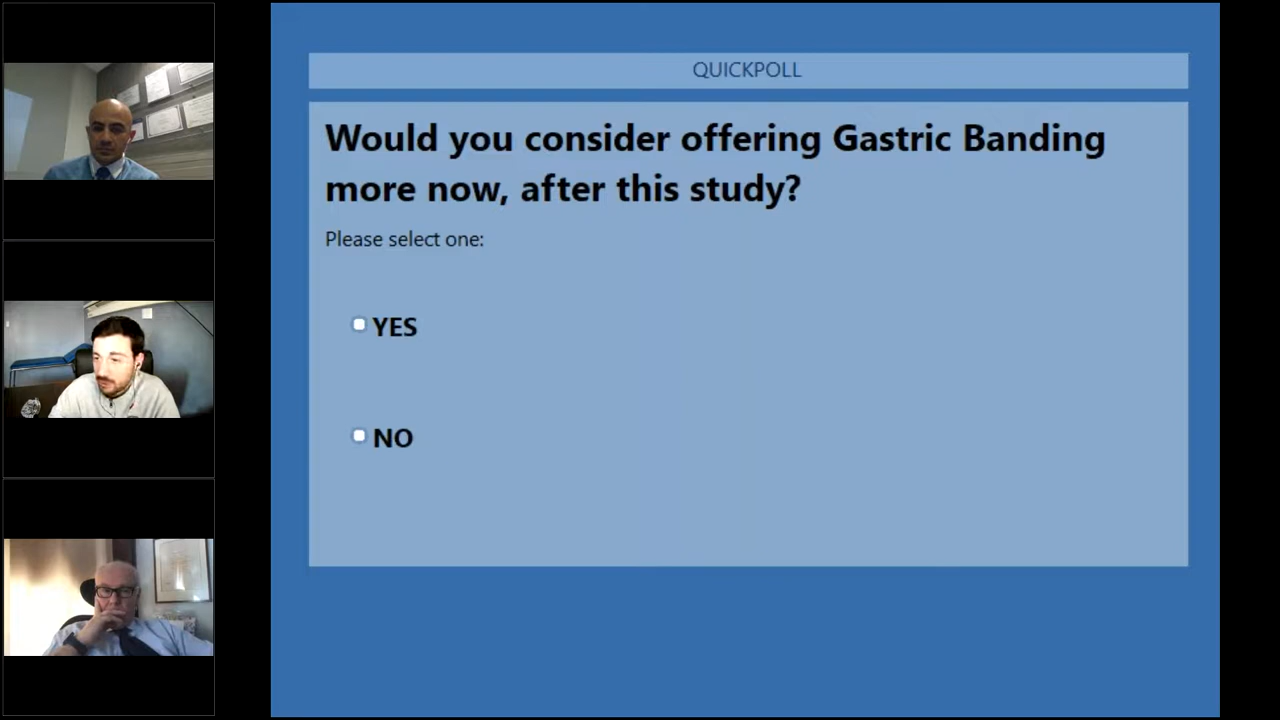 QUICKPOLL
Would you consider offering Gastric Banding
more now, after this study?
Please select one:
YES
NO